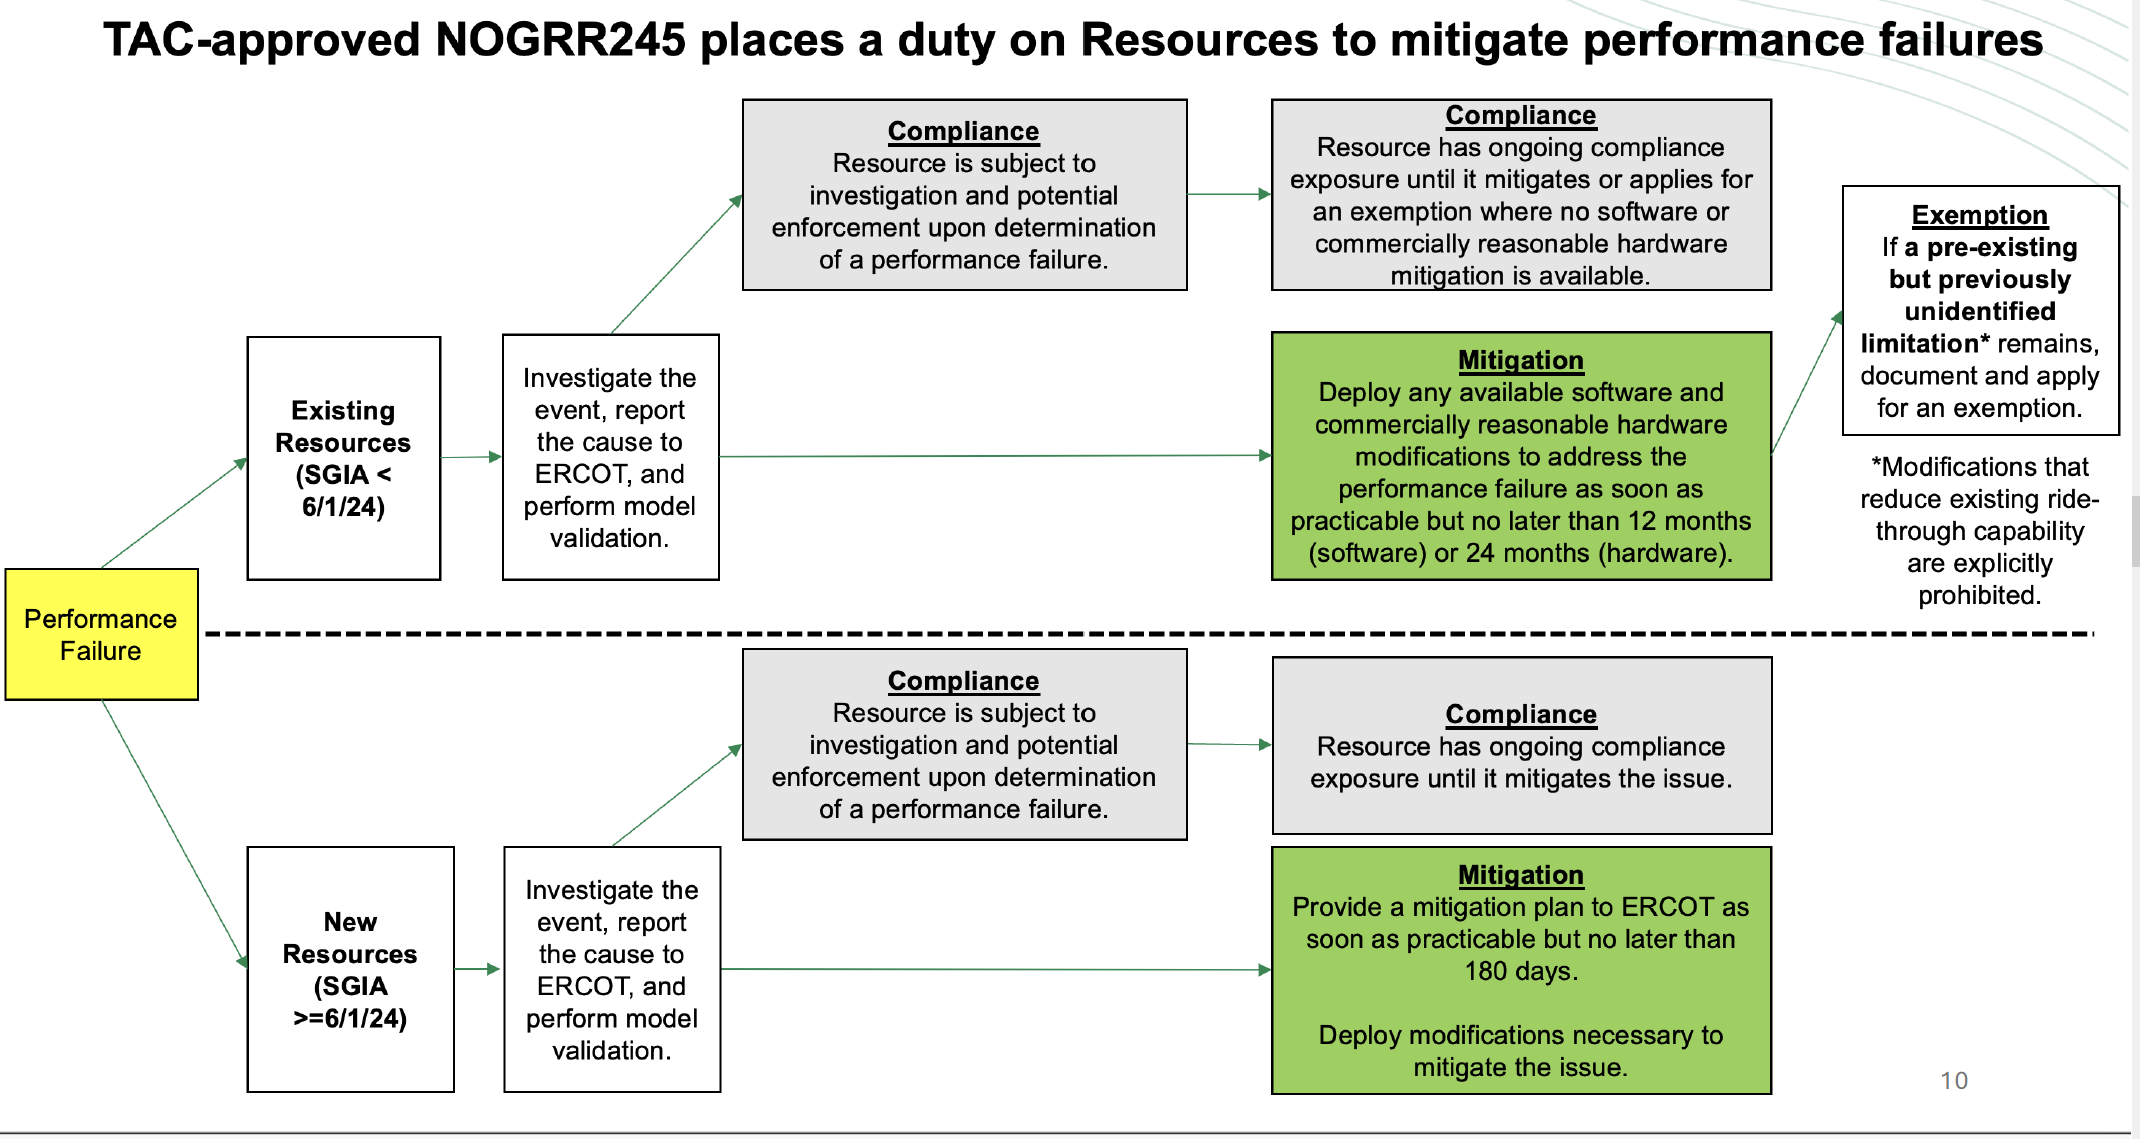 TAC-approved NOGRR245 places a duty on Resources to mitigate performance failures
Compliance
Resource is subject to
investigation and potential
enforcement upon determination
of a performance failure.
Compliance
Resource has ongoing compliance
exposure until it mitigates or applies for
an exemption where no software or
commercially reasonable hardware
mitigation is available.
Exemption
If a pre-existing
but previously
unidentified
limitation* remains,
document and apply
for an exemption.
*Modifications that
reduce existing ride-
through capability
are explicitly
prohibited.
Existing
Resources
(SGIA <
6/1/24)
Investigate the
event, report
the cause to
ERCOT, and
perform model
validation.
Mitigation
Deploy any available software and
commercially reasonable hardware
modifications to address the
performance failure as soon as
practicable but no later than 12 months
(software) or 24 months (hardware).
Performance
Failure
Compliance
Resource is subject to
investigation and potential
enforcement upon determination
of a performance failure.
Compliance
Resource has ongoing compliance
exposure until it mitigates the issue.
New
Resources
(SGIA
>=6/1/24)
Investigate the
event, report
the cause to
ERCOT, and
perform model
validation.
Mitigation
Provide a mitigation plan to ERCOT as
soon as practicable but no later than
180 days.
Deploy modifications necessary to
mitigate the issue.
10